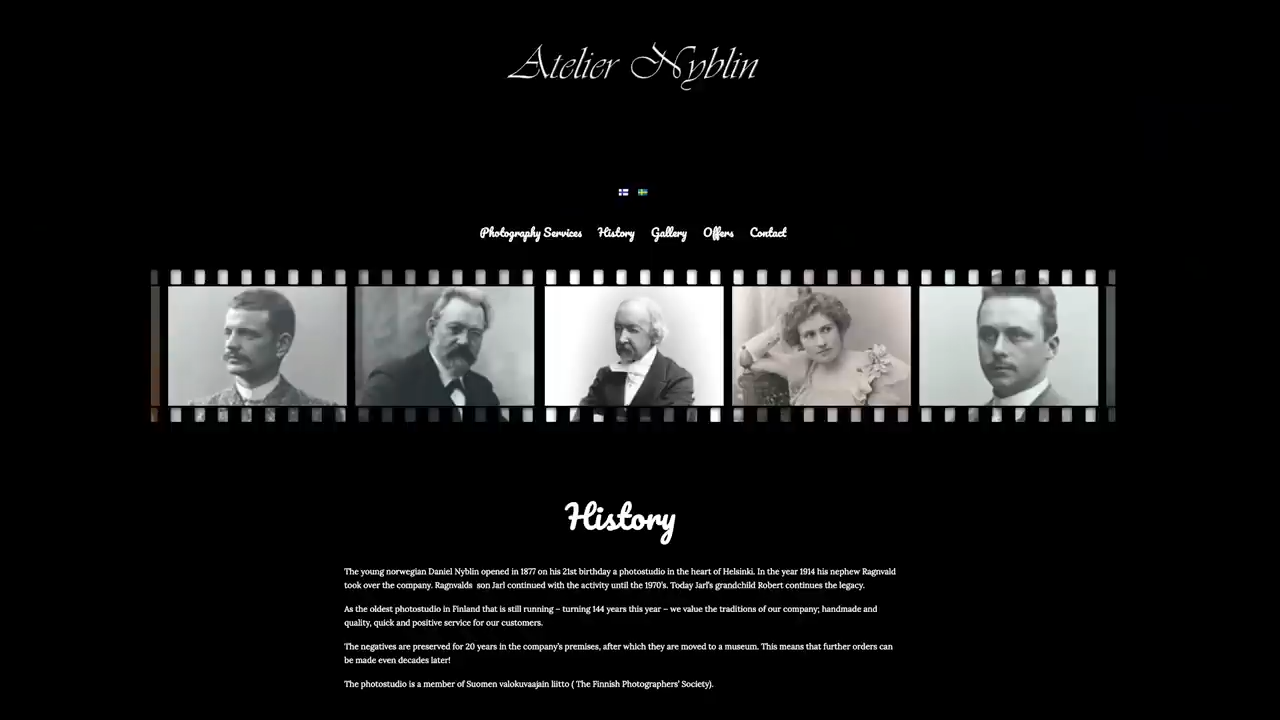 Atelier Nyblin
Photography Services History Gallery Offers Contact
History
The young norwegian Daniel Nyblin opened in 1877 on his 21st birthday a photostudio in the heart of Helsinki. In the year 1914 his nephew Ragnvald
took over the company. Ragnvalds son Jarl continued with the activity until the 1970's. Today Jarl's grandchild Robert continues the legacy.
As the oldest photostudio in Finland that is still running – turning 144 years this year – we value the traditions of our company; handmade and
quality, quick and positive service for our customers.
The negatives are preserved for 20 years in the company's premises, after which they are moved to a museum. This means that further orders can
be made even decades later!
The photostudio is a member of Suomen valokuvaajain liitto ( The Finnish Photographers' Society).